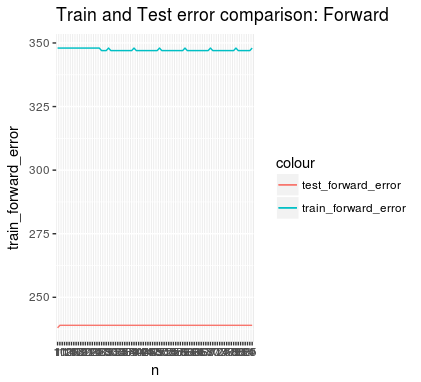 Train and Test error comparison: Forward
train_forward_error
350
325
300
275
250
n
colour
test_forward_error
train_forward_error